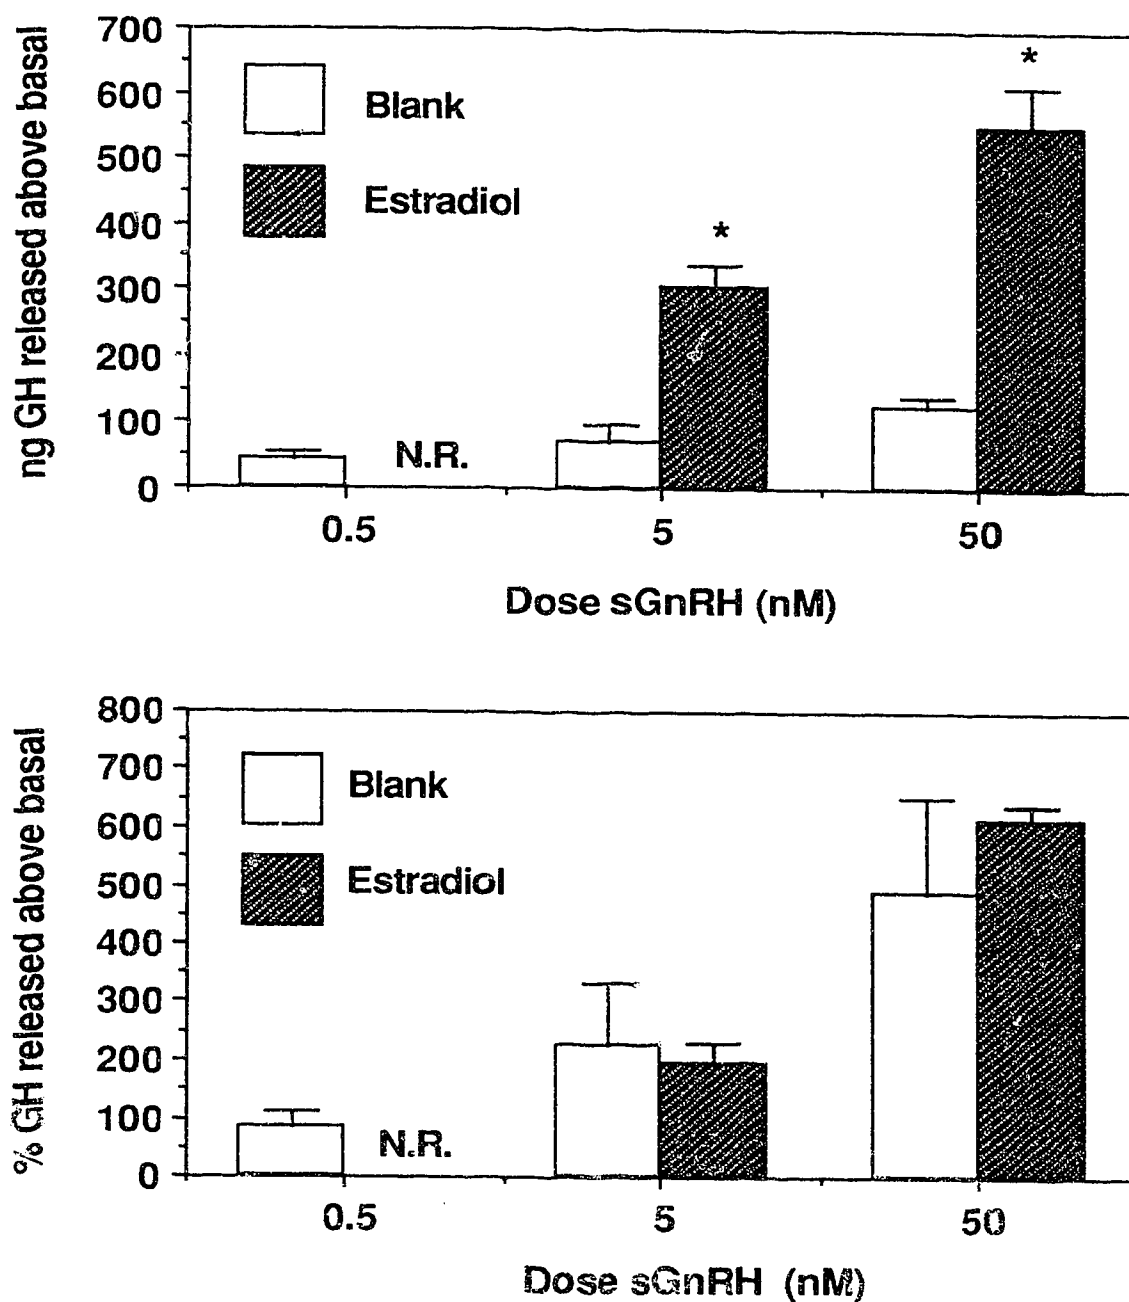 ng GH released above basal
700
600
500
400
300
200
100
0
Blank
Estradiol
*
*
N.R.
0.5
5
50
Dose sGnRH (nM)
% GH released above basal
800
700
600
500
400
300
200
100
0
Blank
Estradiol
N.R.
0.5
5
50
Dose sGnRH (nM)